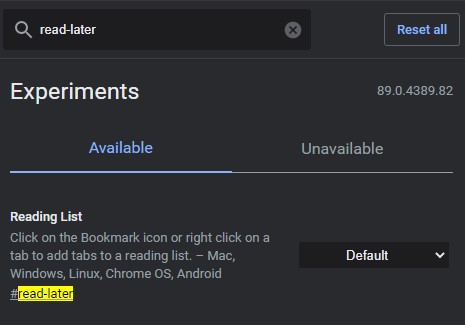 read-later
Reset all
Experiments
89.0.4389.82
Available
Unavailable
Reading List
Click on the Bookmark icon or right click on a
tab to add tabs to a reading list. – Mac,
Windows, Linux, Chrome OS, Android
#read-later
Default